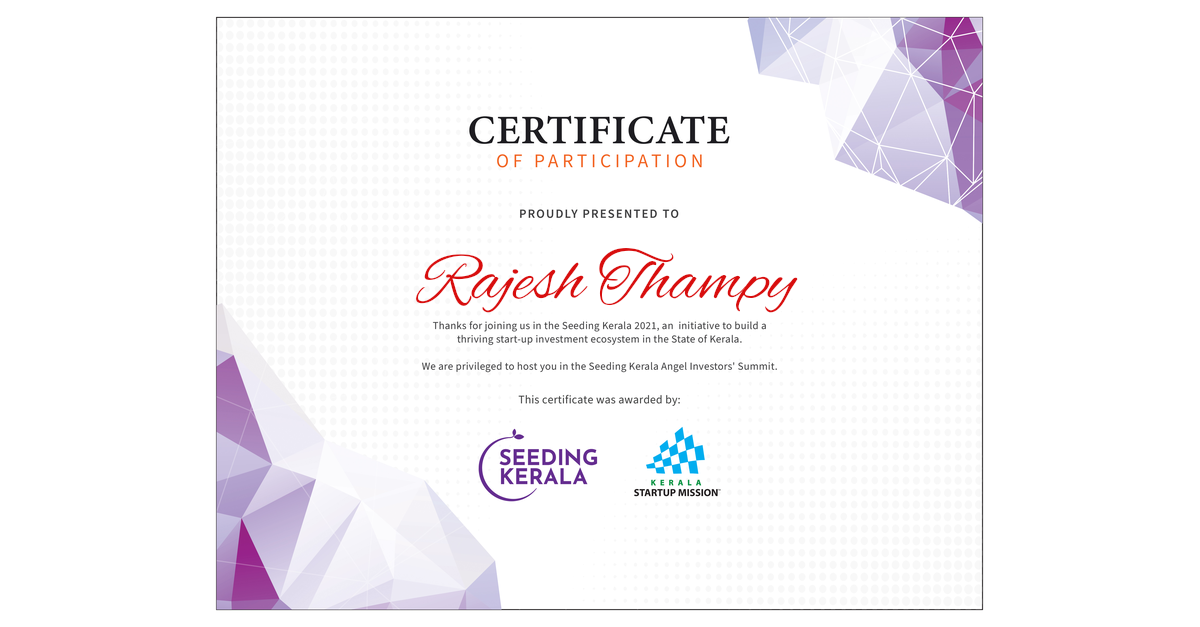 CERTIFICATE
OF PARTICIPATION
PROUDLY PRESENTED TO
Rajesh Thampy
Thanks for joining us in the Seeding Kerala 2021, an initiative to build a
thriving start-up investment ecosystem in the State of Kerala.
We are privileged to host you in the Seeding Kerala Angel Investors' Summit.
This certificate was awarded by:
SEEDING
KERALA
KERALA
STARTUP MISSION